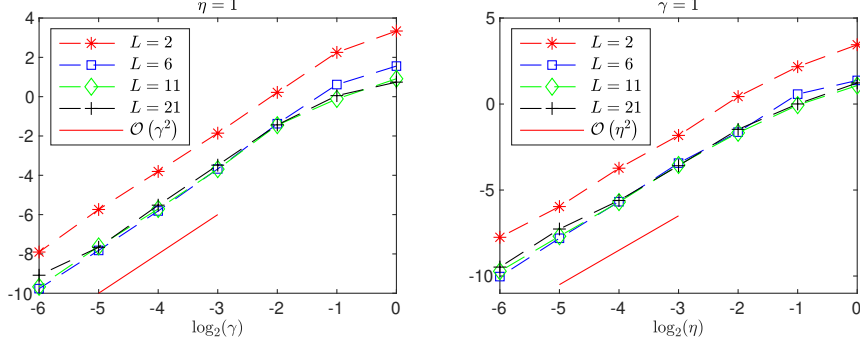 η = 1
4
2
0
-2
-4
-6
-8
-10
L = 2
L = 6
L = 11
L = 21
O (γ²)
-6 -5 -4 -3 -2 -1 0
log₂(γ)
γ = 1
5
0
-5
-10
L = 2
L = 6
L = 11
L = 21
O (η²)
-6 -5 -4 -3 -2 -1 0
log₂(η)